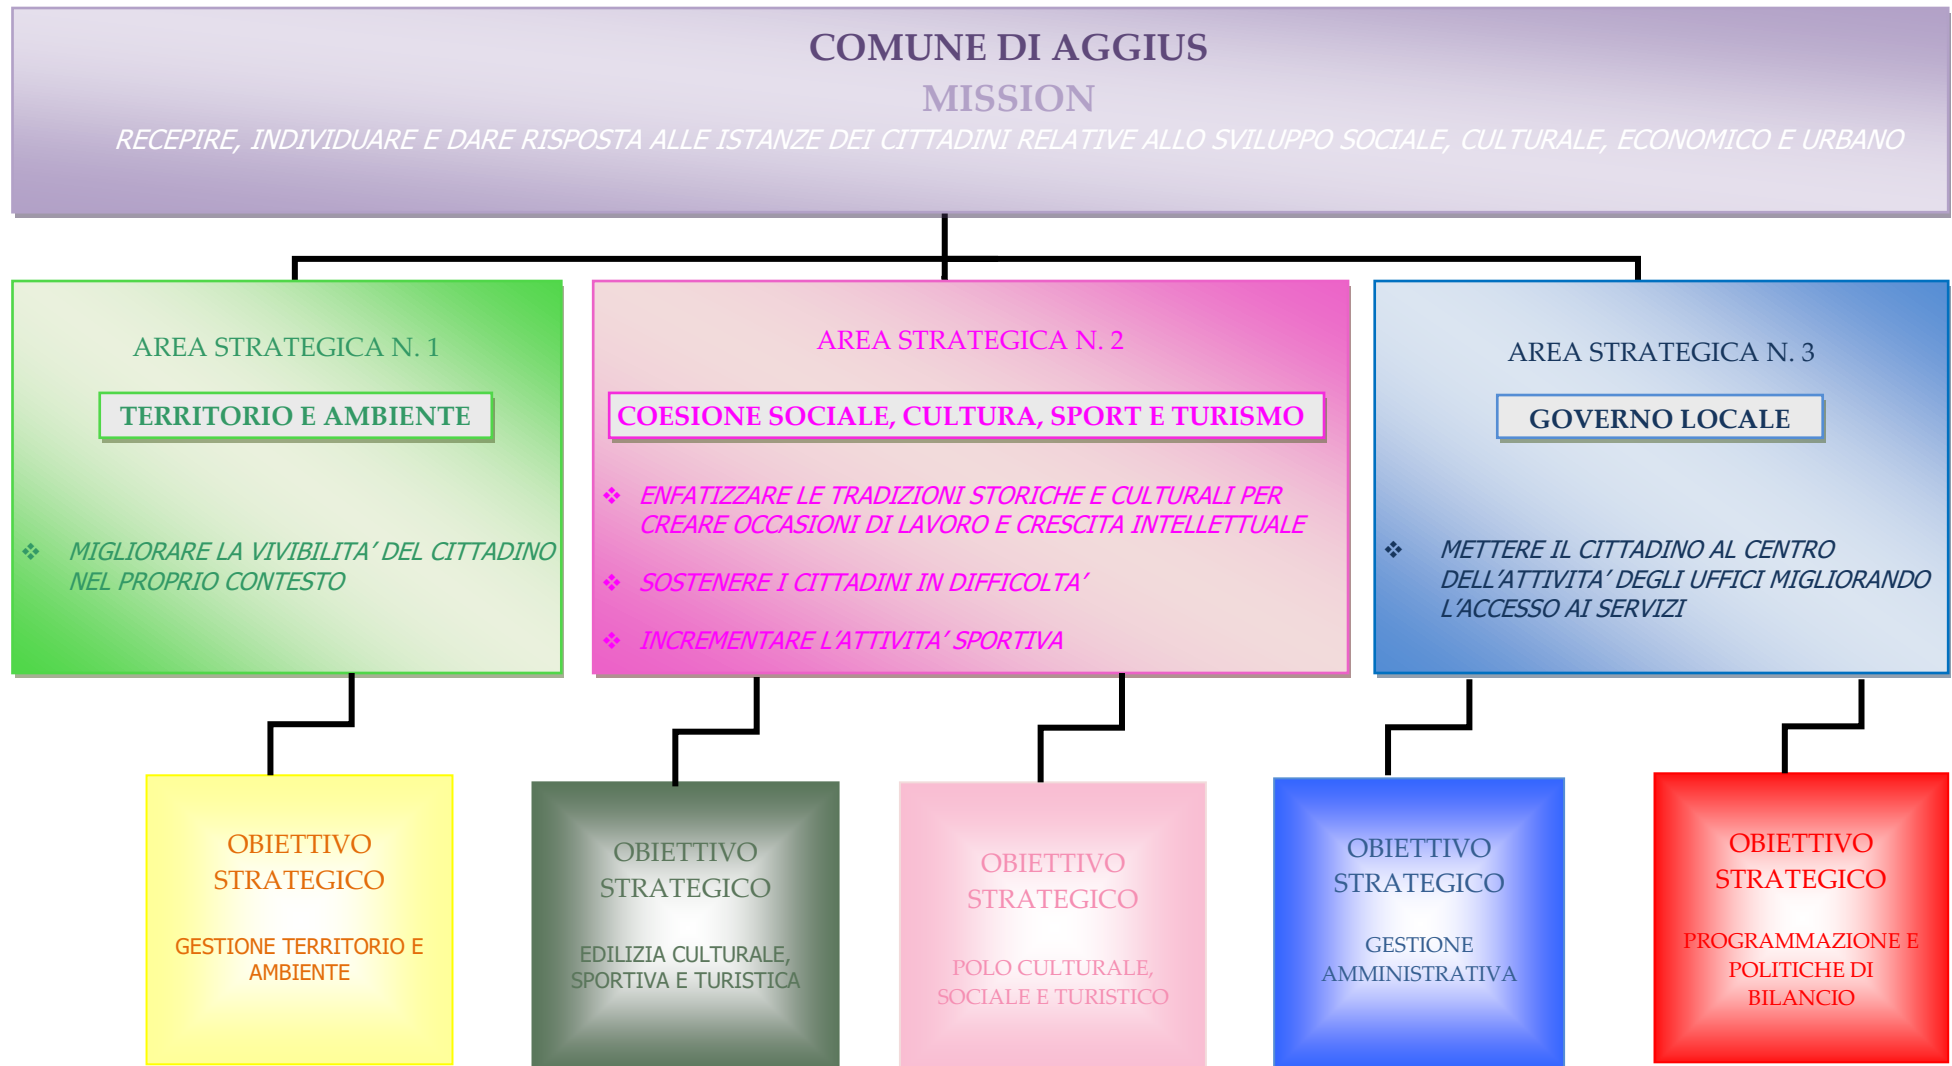 COMUNE DI AGGIUS
MISSION
RECEPIRE, INDIVIDUARE E DARE RISPOSTA ALLE ISTANZE DEI CITTADINI RELATIVE ALLO SVILUPPO SOCIALE, CULTURALE, ECONOMICO E URBANO
AREA STRATEGICA N. 1
TERRITORIO E AMBIENTE
❖ MIGLIORARE LA VIVIBILITA’ DEL CITTADINO
NEL PROPRIO CONTESTO
AREA STRATEGICA N. 2
COESIONE SOCIALE, CULTURA, SPORT E TURISMO
❖ ENFATIZZARE LE TRADIZIONI STORICHE E CULTURALI PER
CREARE OCCASIONI DI LAVORO E CRESCITA INTELLETTUALE
❖ SOSTENERE I CITTADINI IN DIFFICOLTA’
❖ INCREMENTARE L’ATTIVITA’ SPORTIVA
AREA STRATEGICA N. 3
GOVERNO LOCALE
❖ METTERE IL CITTADINO AL CENTRO
DELL’ATTIVITA’ DEGLI UFFICI MIGLIORANDO
L’ACCESSO AI SERVIZI
OBIETTIVO
STRATEGICO
GESTIONE TERRITORIO E
AMBIENTE
OBIETTIVO
STRATEGICO
EDILIZIA CULTURALE,
SPORTIVA E TURISTICA
OBIETTIVO
STRATEGICO
POLO CULTURALE,
SOCIALE E TURISTICO
OBIETTIVO
STRATEGICO
GESTIONE
AMMINISTRATIVA
OBIETTIVO
STRATEGICO
PROGRAMMAZIONE E
POLITICHE DI
BILANCIO